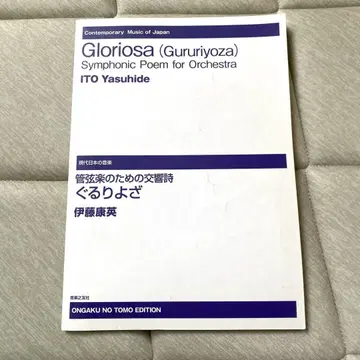 Contemporary Music of Japan
Gloriosa (Gururiyoza)
Symphonic Poem for Orchestra
ITO Yasuhide
現代日本の音楽
管弦楽のための交響詩
ぐるりよざ
伊藤康英
音楽之友社
ONGAKU NO TOMO EDITION